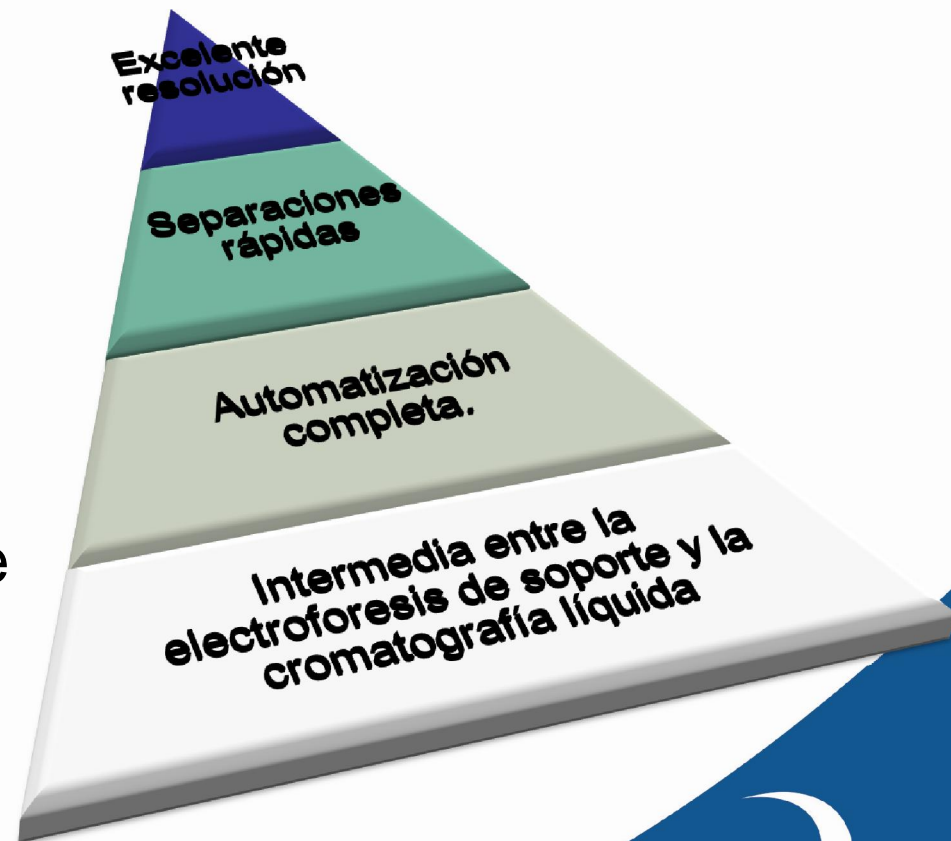 Excelente
resolución
Separaciones
rápidas
Automatización
completa.
Intermedia entre la
electroforesis de soporte y la
cromatografía líquida
e